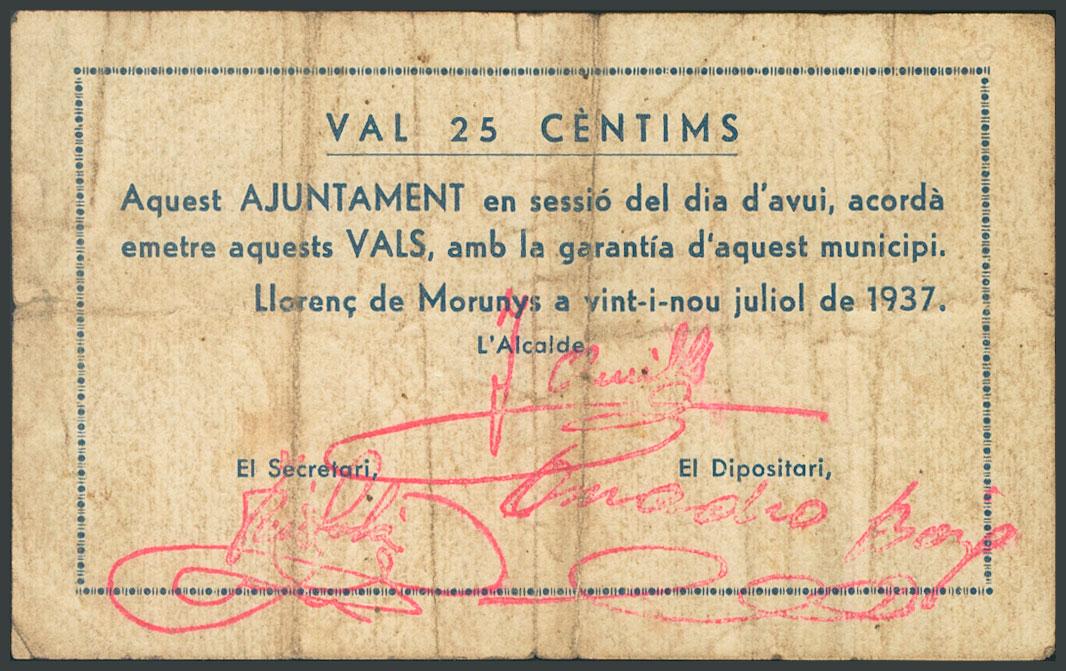 VAL 25 CÈNTIMS
Aquest AJUNTAMENT en sessió del dia d'avui, acordà
emetre aquests VALS, amb la garantía d'aquest municipi.
Llorenç de Morunys a vint-i-nou juliol de 1937.
L'Alcalde,
El Secretari,
El Dipositari,